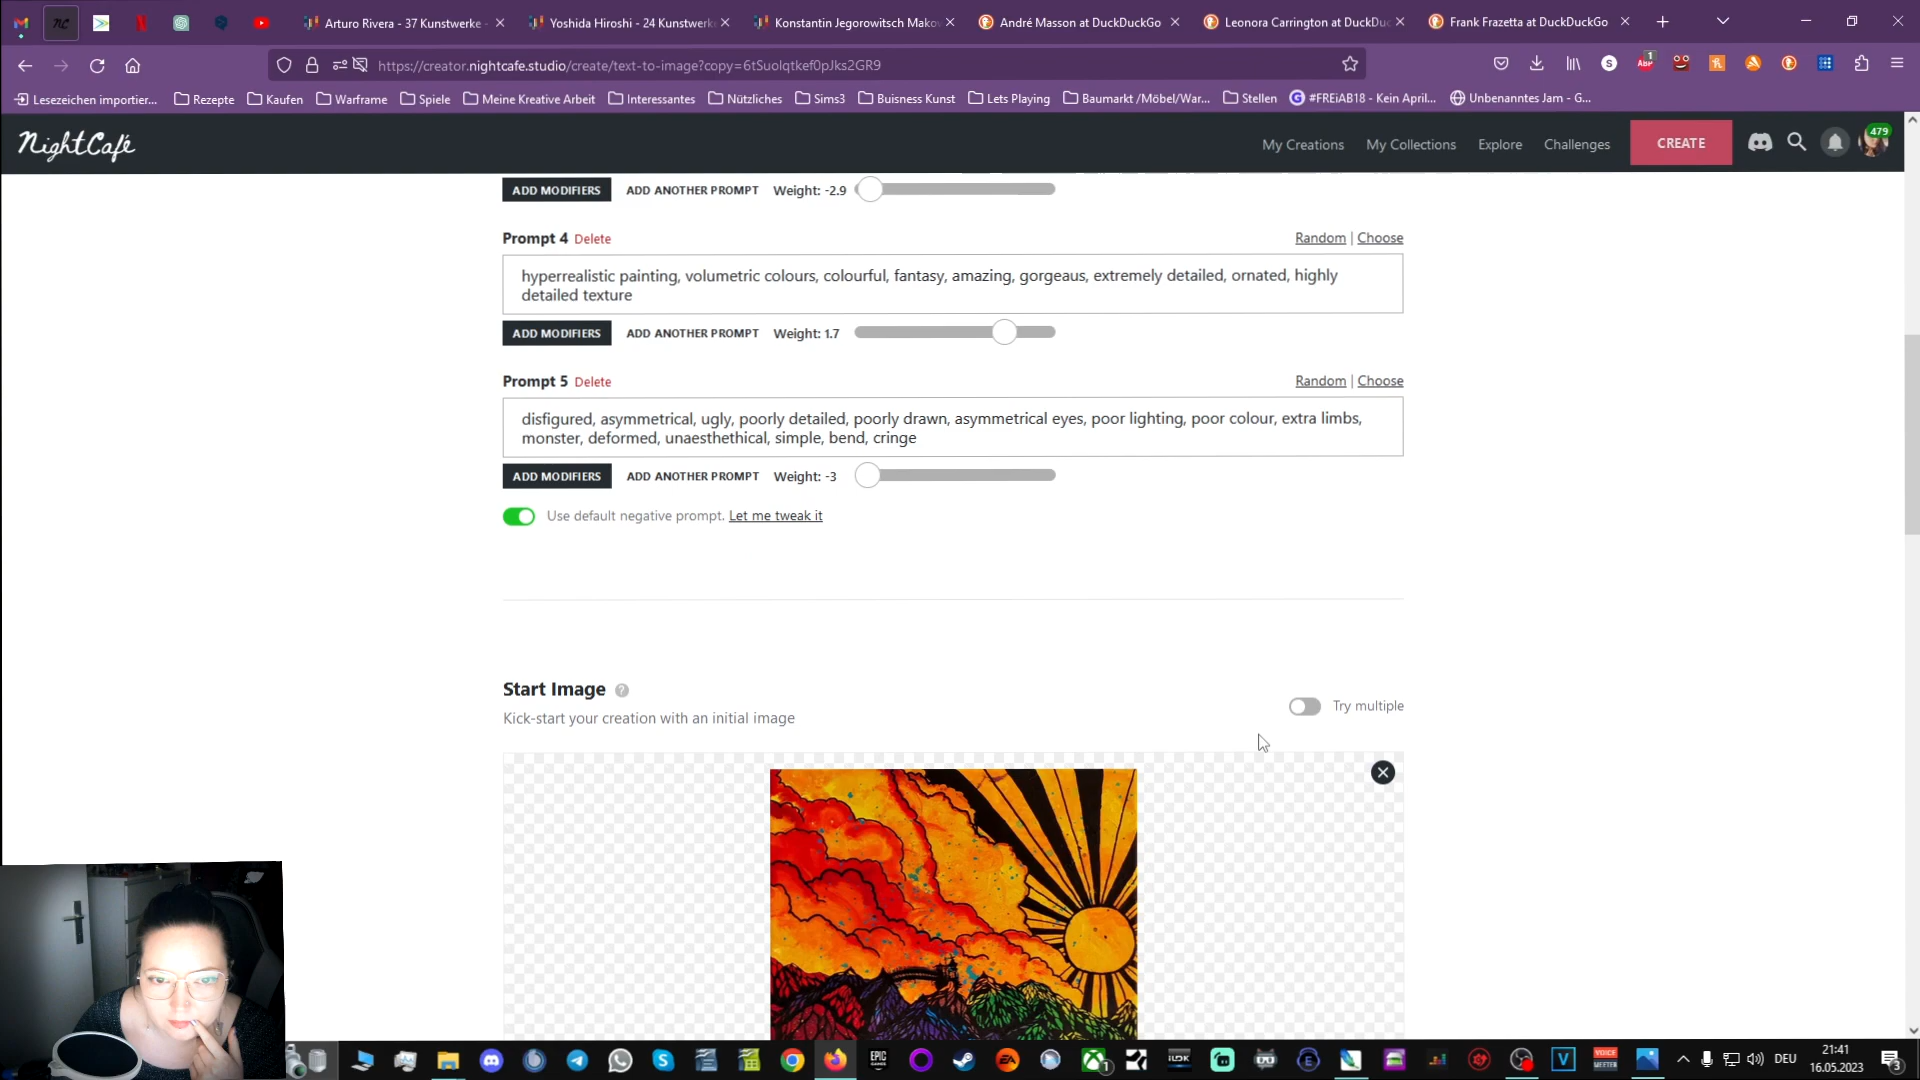 Arturo Rivera - 37 Kunstwerke -
Yoshida Hiroshi - 24 Kunstwerk
Konstantin Jegorowitsch Mako
André Masson at DuckDuckGo
Leonora Carrington at DuckDuc
Frank Frazetta at DuckDuckGo
https://creator.nightcafe.studio/create/text-to-image?copy=6tSuolqtkef0pJks2GR9
Lesezeichen importier...
Rezepte
Kaufen
Warframe
Spiele
Meine Kreative Arbeit
Interessantes
Nützliches
Sims3
Buisness Kunst
Lets Playing
Baumarkt /Möbel/War...
Stellen
#FREiAB18 - Kein April...
Unbenanntes Jam - G...
NightCafé
My Creations
My Collections
Explore
Challenges
CREATE
479
ADD MODIFIERS
ADD ANOTHER PROMPT
Weight: -2.9
Prompt 4 Delete
Random | Choose
hyperrealistic painting, volumetric colours, colourful, fantasy, amazing, gorgeaus, extremely detailed, ornated, highly
detailed texture
ADD MODIFIERS
ADD ANOTHER PROMPT
Weight: 1.7
Prompt 5 Delete
Random | Choose
disfigured, asymmetrical, ugly, poorly detailed, poorly drawn, asymmetrical eyes, poor lighting, poor colour, extra limbs,
monster, deformed, unaesthethical, simple, bend, cringe
ADD MODIFIERS
ADD ANOTHER PROMPT
Weight: -3
Use default negative prompt. Let me tweak it
Start Image
Kick-start your creation with an initial image
Try multiple
DEU
21:41
16.05.2023